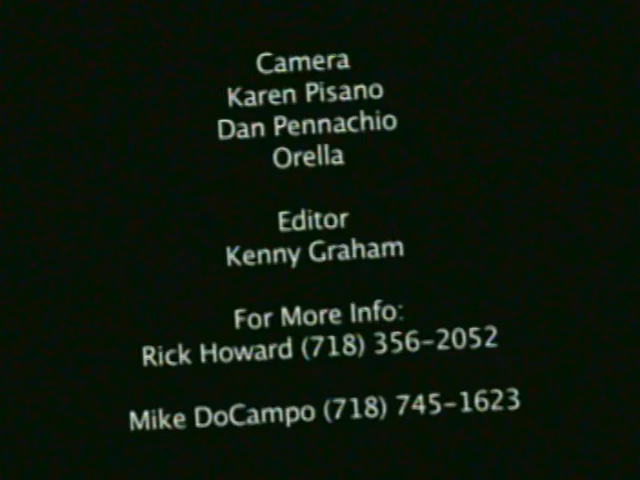 Camera
Karen Pisano
Dan Pennachio
Orella
Editor
Kenny Graham
For More Info:
Rick Howard (718) 356-2052
Mike DoCampo (718) 745-1623